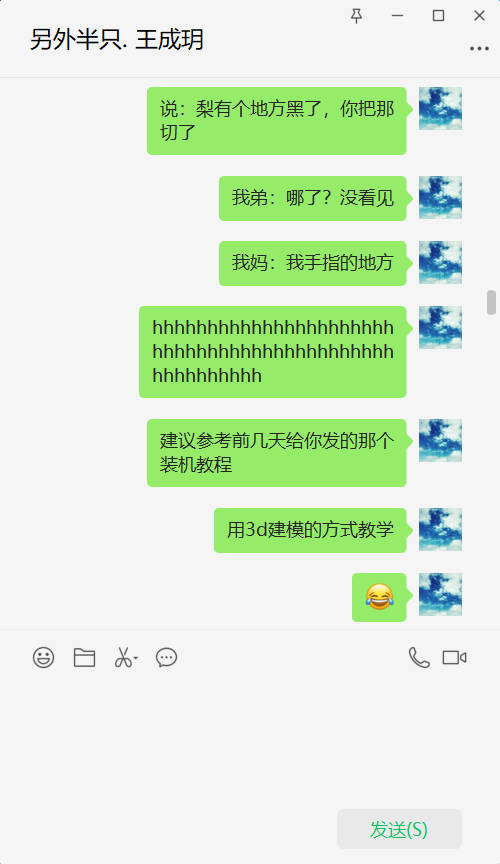 另外半只. 王成玥
说：梨有个地方黑了，你把那
切了
我弟：哪了？没看见
我妈：我手指的地方
hhhhhhhhhhhhhhhhhhhhhh
hhhhhhhhhhhhhhhhhhhhhh
hhhhhhhhhh
建议参考前几天给你发的那个
装机教程
用3d建模的方式教学
😂
发送(S)